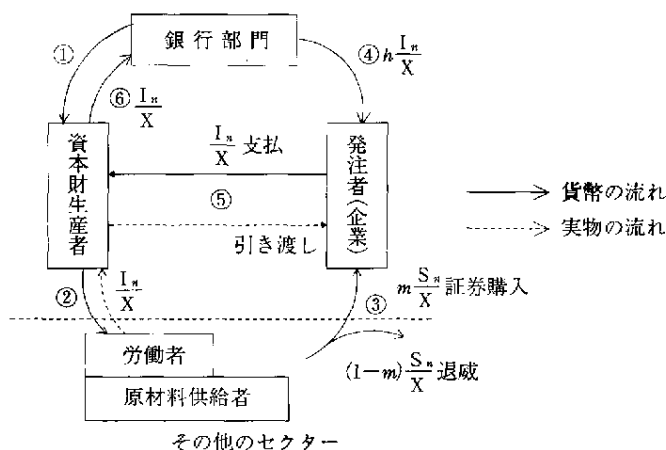 銀行部門
①
④ h I_n/X
⑥ I_n/X
資本財生産者
I_n/X 支払
発注者(企業)
⑤
引き渡し
貨幣の流れ
実物の流れ
② I_n/X
m S_n/X 証券購入
③
労働者
(1-m) S_n/X 退蔵
原材料供給者
その他のセクター